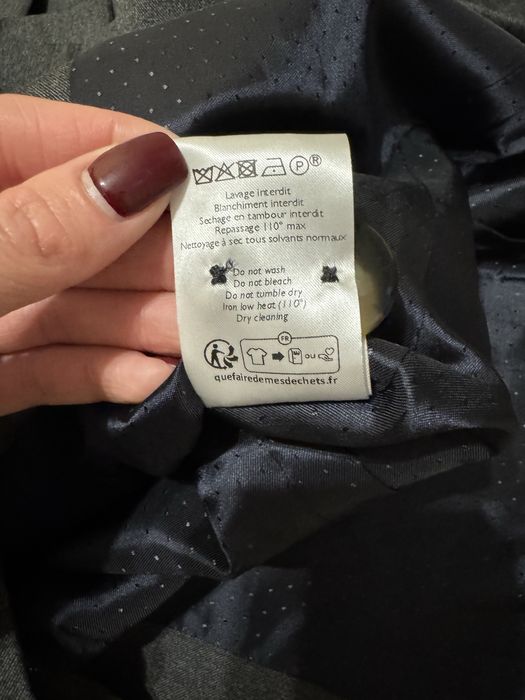 P®
Lavage interdit
Blanchiment interdit
Sechage en tambour interdit
Repassage 110° max
Nettoyage à sec tous solvants normaux
Do not wash
Do not bleach
Do not tumble dry
Iron low heat (110°)
Dry cleaning
FR
OU
quefairedemesdechets.fr